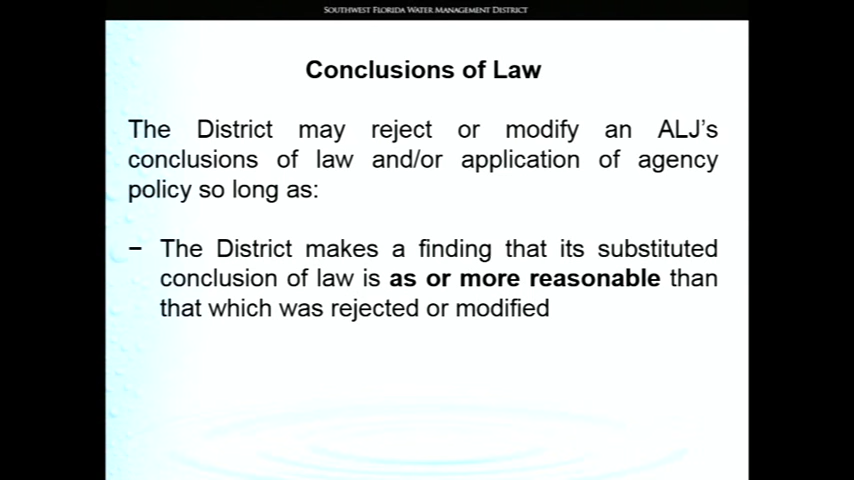 SOUTHWEST FLORIDA WATER MANAGEMENT DISTRICT
Conclusions of Law
The District may reject or modify an ALJ's
conclusions of law and/or application of agency
policy so long as:
− The District makes a finding that its substituted
conclusion of law is as or more reasonable than
that which was rejected or modified